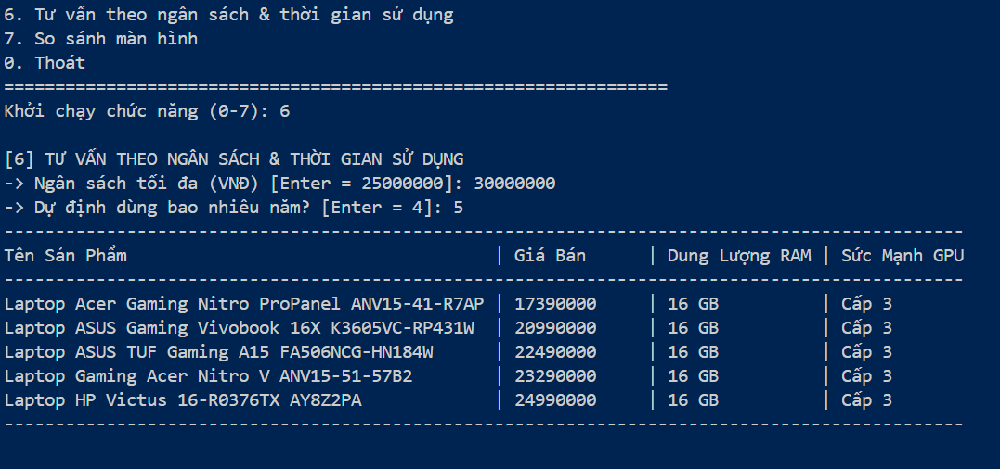 6. Tư vấn theo ngân sách & thời gian sử dụng
7. So sánh màn hình
0. Thoát
=================================================================
Khởi chạy chức năng (0-7): 6
[6] TƯ VẤN THEO NGÂN SÁCH & THỜI GIAN SỬ DỤNG
-> Ngân sách tối đa (VNĐ) [Enter = 25000000]: 30000000
-> Dự định dùng bao nhiêu năm? [Enter = 4]: 5
----------------------------------------------------------------------------------------------
Tên Sản Phẩm | Giá Bán | Dung Lượng RAM | Sức Mạnh GPU
----------------------------------------------------------------------------------------------
Laptop Acer Gaming Nitro ProPanel ANV15-41-R7AP | 17390000 | 16 GB | Cấp 3
Laptop ASUS Gaming Vivobook 16X K3605VC-RP431W | 20990000 | 16 GB | Cấp 3
Laptop ASUS TUF Gaming A15 FA506NCG-HN184W | 22490000 | 16 GB | Cấp 3
Laptop Gaming Acer Nitro V ANV15-51-57B2 | 23290000 | 16 GB | Cấp 3
Laptop HP Victus 16-R0376TX AY8Z2PA | 24990000 | 16 GB | Cấp 3
----------------------------------------------------------------------------------------------